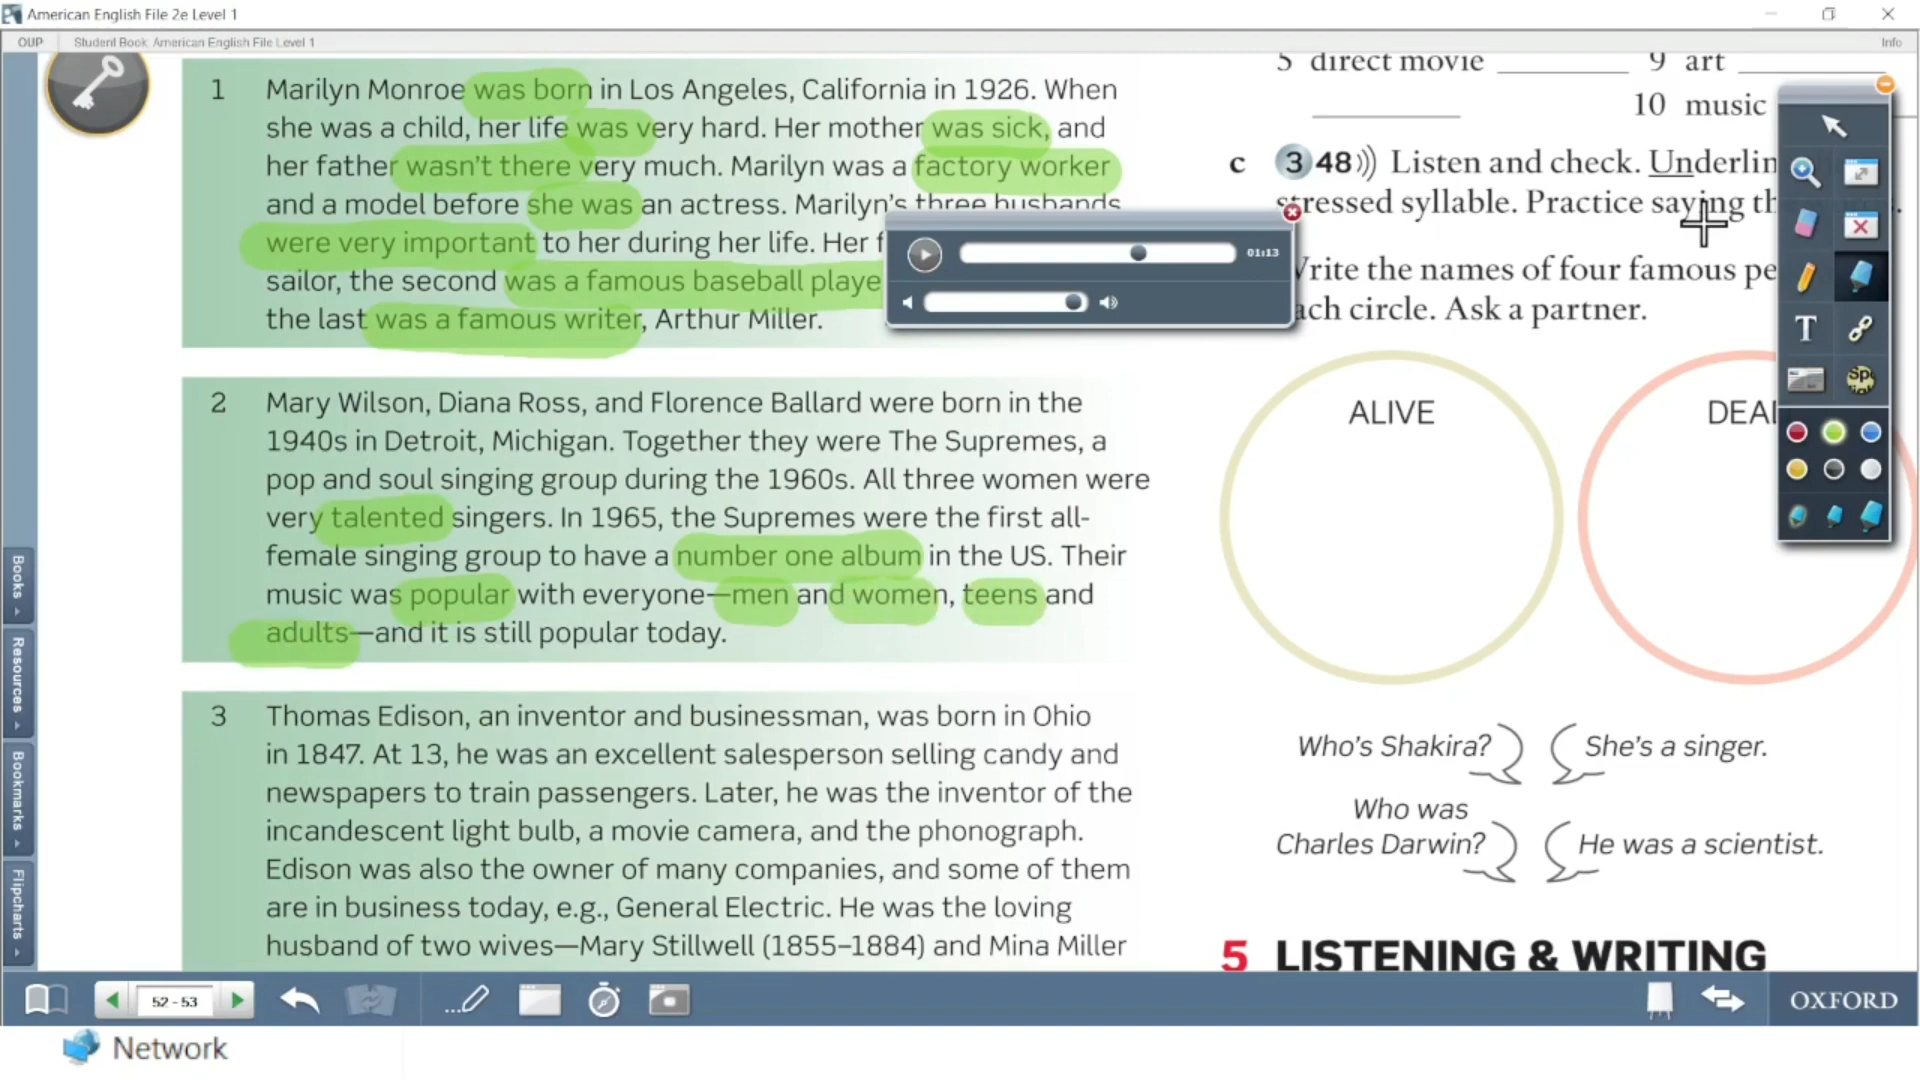 American English File 2e Level 1
OUP
Student Book: American English File Level 1
Info
1 Marilyn Monroe was born in Los Angeles, California in 1926. When
she was a child, her life was very hard. Her mother was sick, and
her father wasn't there very much. Marilyn was a factory worker
and a model before she was an actress. Marilyn's three husbands
were very important to her during her life. Her f
sailor, the second was a famous baseball playe
the last was a famous writer, Arthur Miller.
2 Mary Wilson, Diana Ross, and Florence Ballard were born in the
1940s in Detroit, Michigan. Together they were The Supremes, a
pop and soul singing group during the 1960s. All three women were
very talented singers. In 1965, the Supremes were the first all-
female singing group to have a number one album in the US. Their
music was popular with everyone—men and women, teens and
adults—and it is still popular today.
3 Thomas Edison, an inventor and businessman, was born in Ohio
in 1847. At 13, he was an excellent salesperson selling candy and
newspapers to train passengers. Later, he was the inventor of the
incandescent light bulb, a movie camera, and the phonograph.
Edison was also the owner of many companies, and some of them
are in business today, e.g., General Electric. He was the loving
husband of two wives—Mary Stillwell (1855–1884) and Mina Miller
01:13
5 direct movie 9 art
10 music
c 3 48 Listen and check. Underlin
stressed syllable. Practice saying th
Write the names of four famous pe
each circle. Ask a partner.
ALIVE
DEA
Who's Shakira?
She's a singer.
Who was
Charles Darwin?
He was a scientist.
5 LISTENING & WRITING
T
Books
Resources
Bookmarks
Flipcharts
52 - 53
OXFORD
Network